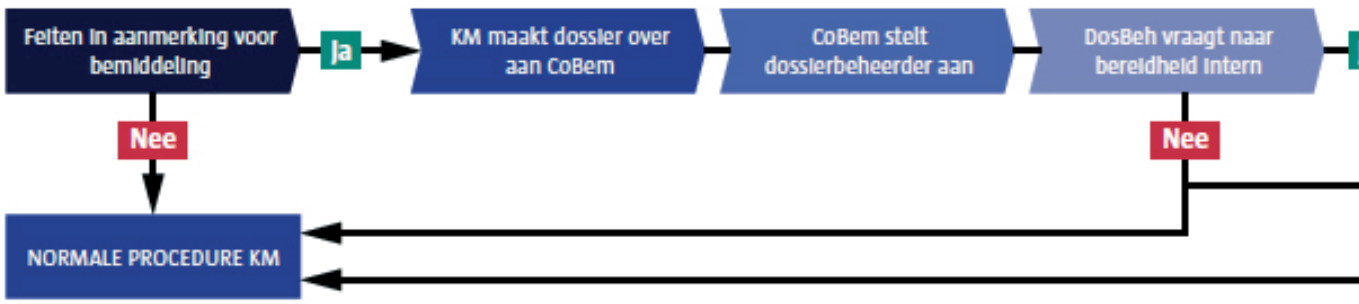 Feiten in aanmerking voor
bemiddeling
Ja
KM maakt dossier over
aan CoBem
CoBem stelt
dossierbeheerder aan
DosBeh vraagt naar
bereidheid intern
Nee
Nee
NORMALE PROCEDURE KM